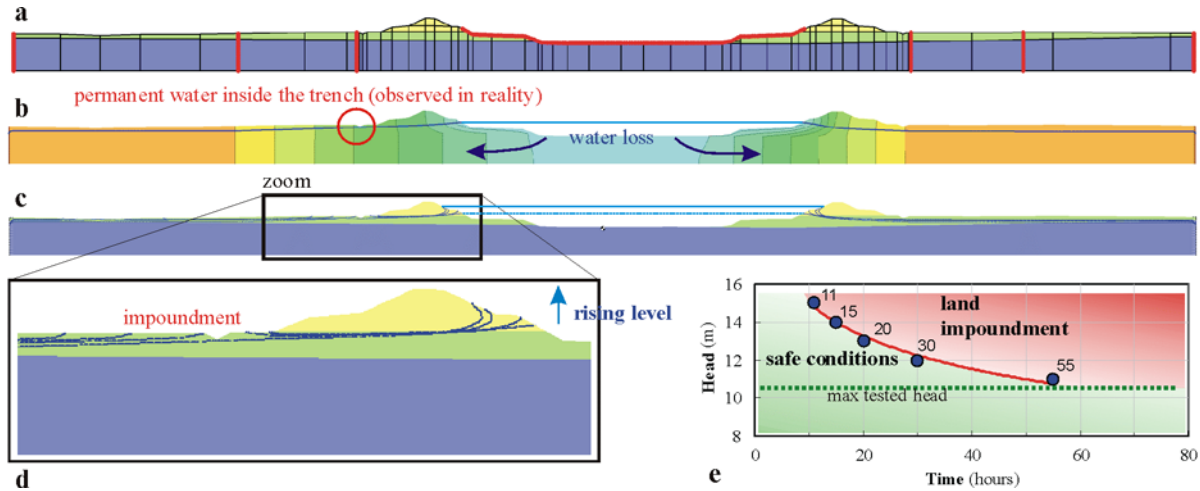 a
permanent water inside the trench (observed in reality)
b
water loss
zoom
c
impoundment
rising level
d
16
14
12
10
8
Head (m)
11
15
20
30
55
land
impoundment
safe conditions
max tested head
0
20
40
60
80
Time (hours)
e